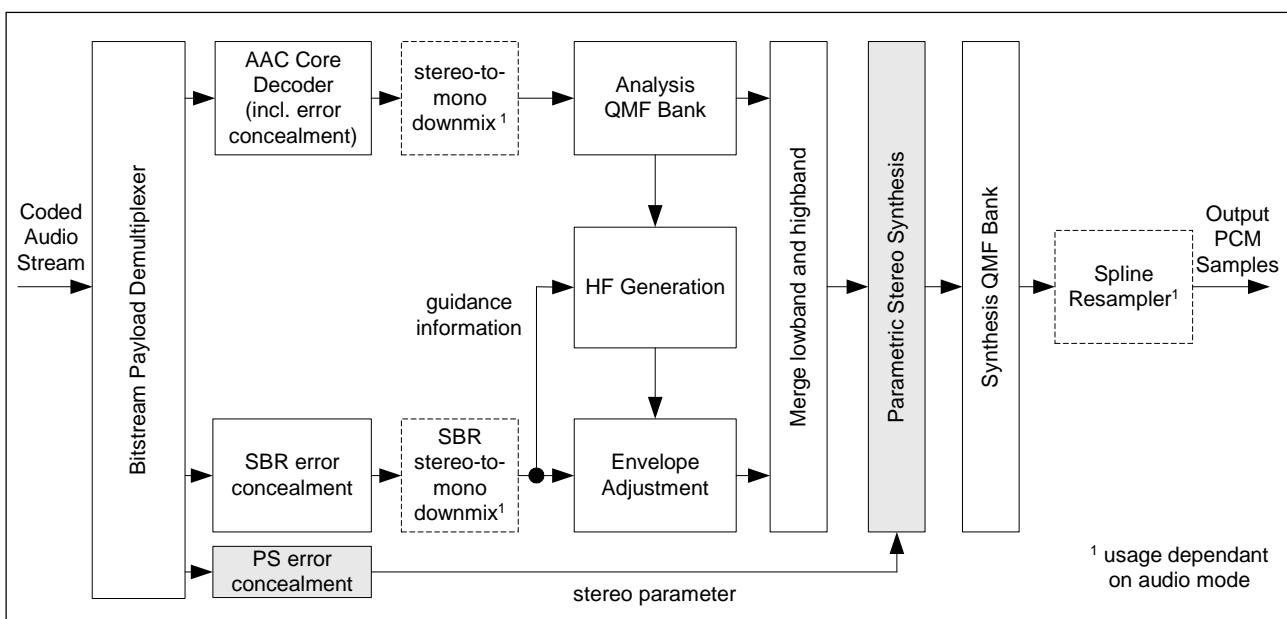 Coded
Audio
Stream
Bitstream Payload Demultiplexer
AAC Core
Decoder
(incl. error
concealment)
stereo-to-
mono
downmix ¹
Analysis
QMF Bank
HF Generation
guidance
information
SBR error
concealment
SBR
stereo-to-
mono
downmix¹
Envelope
Adjustment
PS error
concealment
stereo parameter
Merge lowband and highband
Parametric Stereo Synthesis
Synthesis QMF Bank
Spline
Resampler¹
Output
PCM
Samples
¹ usage dependant
on audio mode